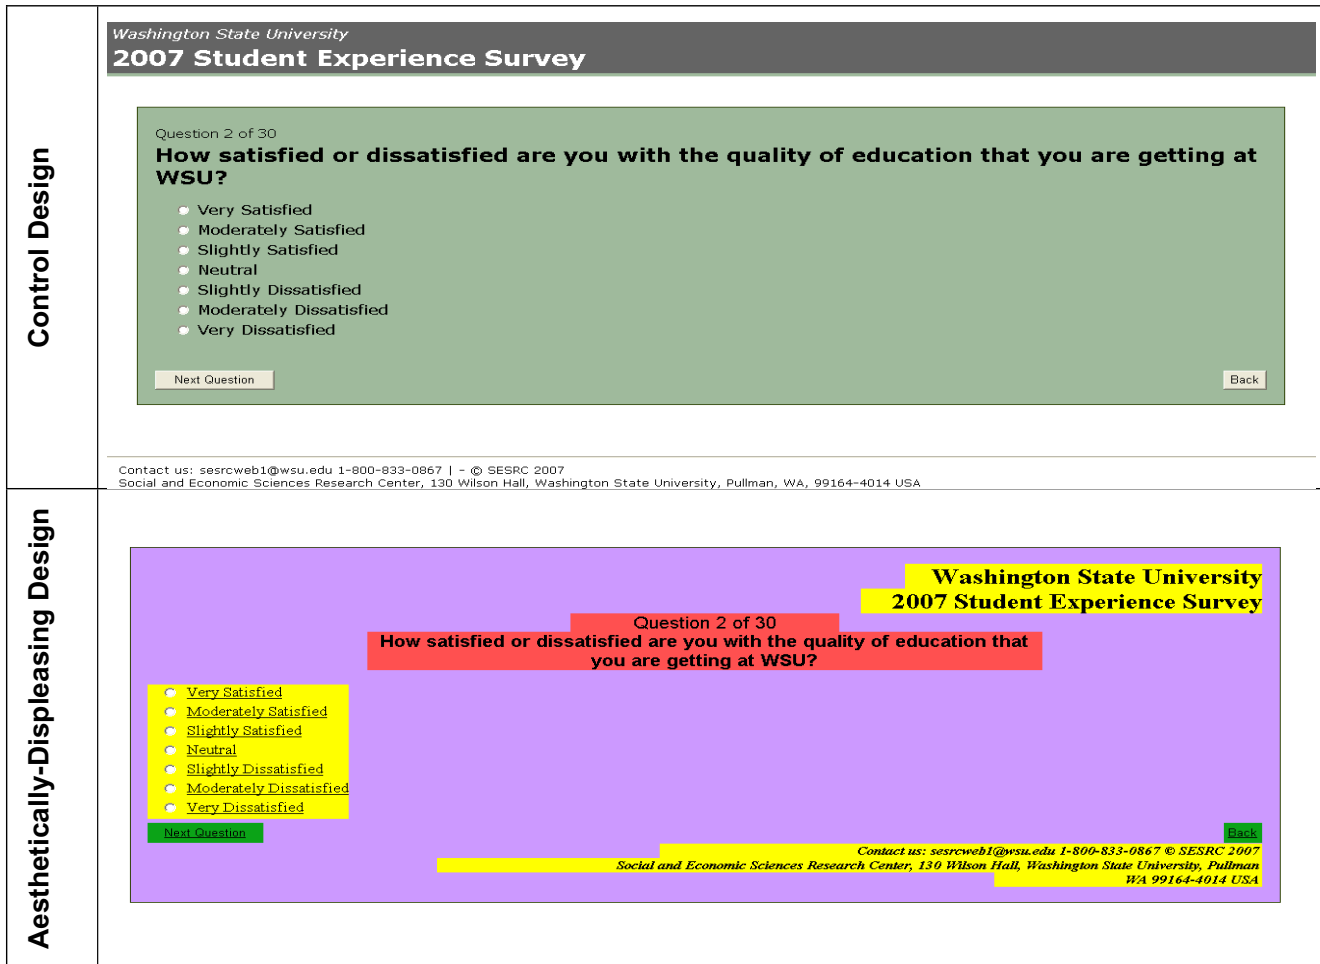 Control Design
Washington State University
2007 Student Experience Survey
Question 2 of 30
How satisfied or dissatisfied are you with the quality of education that you are getting at
WSU?
Very Satisfied
Moderately Satisfied
Slightly Satisfied
Neutral
Slightly Dissatisfied
Moderately Dissatisfied
Very Dissatisfied
Next Question
Back
Contact us: sesrcweb1@wsu.edu 1-800-833-0867 | - © SESRC 2007
Social and Economic Sciences Research Center, 130 Wilson Hall, Washington State University, Pullman, WA, 99164-4014 USA
Aesthetically-Displeasing Design
Washington State University
2007 Student Experience Survey
Question 2 of 30
How satisfied or dissatisfied are you with the quality of education that
you are getting at WSU?
Very Satisfied
Moderately Satisfied
Slightly Satisfied
Neutral
Slightly Dissatisfied
Moderately Dissatisfied
Very Dissatisfied
Next Question
Back
Contact us: sesrcweb1@wsu.edu 1-800-833-0867 © SESRC 2007
Social and Economic Sciences Research Center, 130 Wilson Hall, Washington State University, Pullman
WA 99164-4014 USA